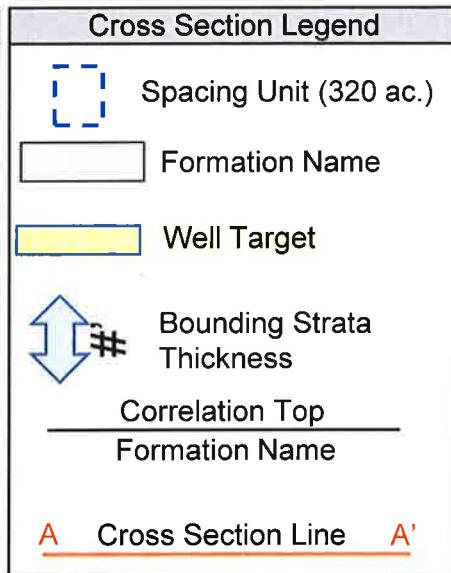 Cross Section Legend
Spacing Unit (320 ac.)
Formation Name
Well Target
#
Bounding Strata
Thickness
Correlation Top
Formation Name
A Cross Section Line A'